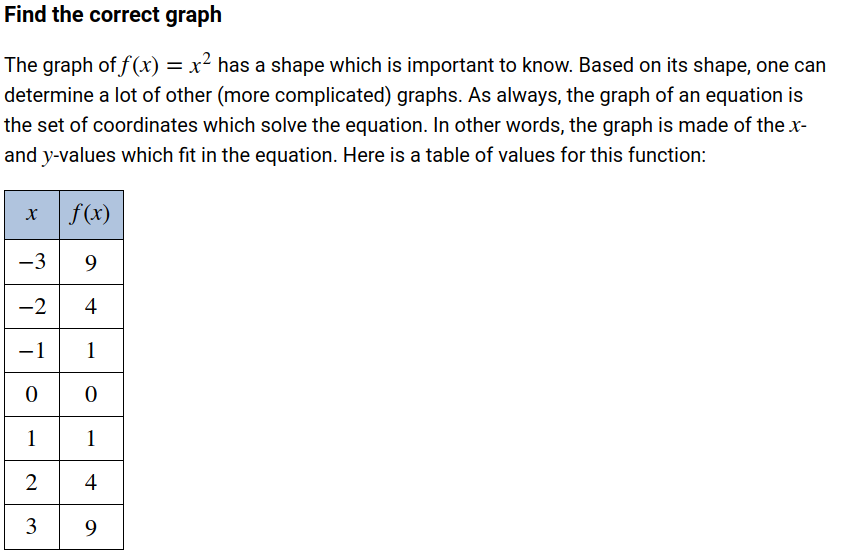 Find the correct graph
The graph of f(x) = x² has a shape which is important to know. Based on its shape, one can
determine a lot of other (more complicated) graphs. As always, the graph of an equation is
the set of coordinates which solve the equation. In other words, the graph is made of the x-
and y-values which fit in the equation. Here is a table of values for this function:
x f(x)
−3 9
−2 4
−1 1
0 0
1 1
2 4
3 9